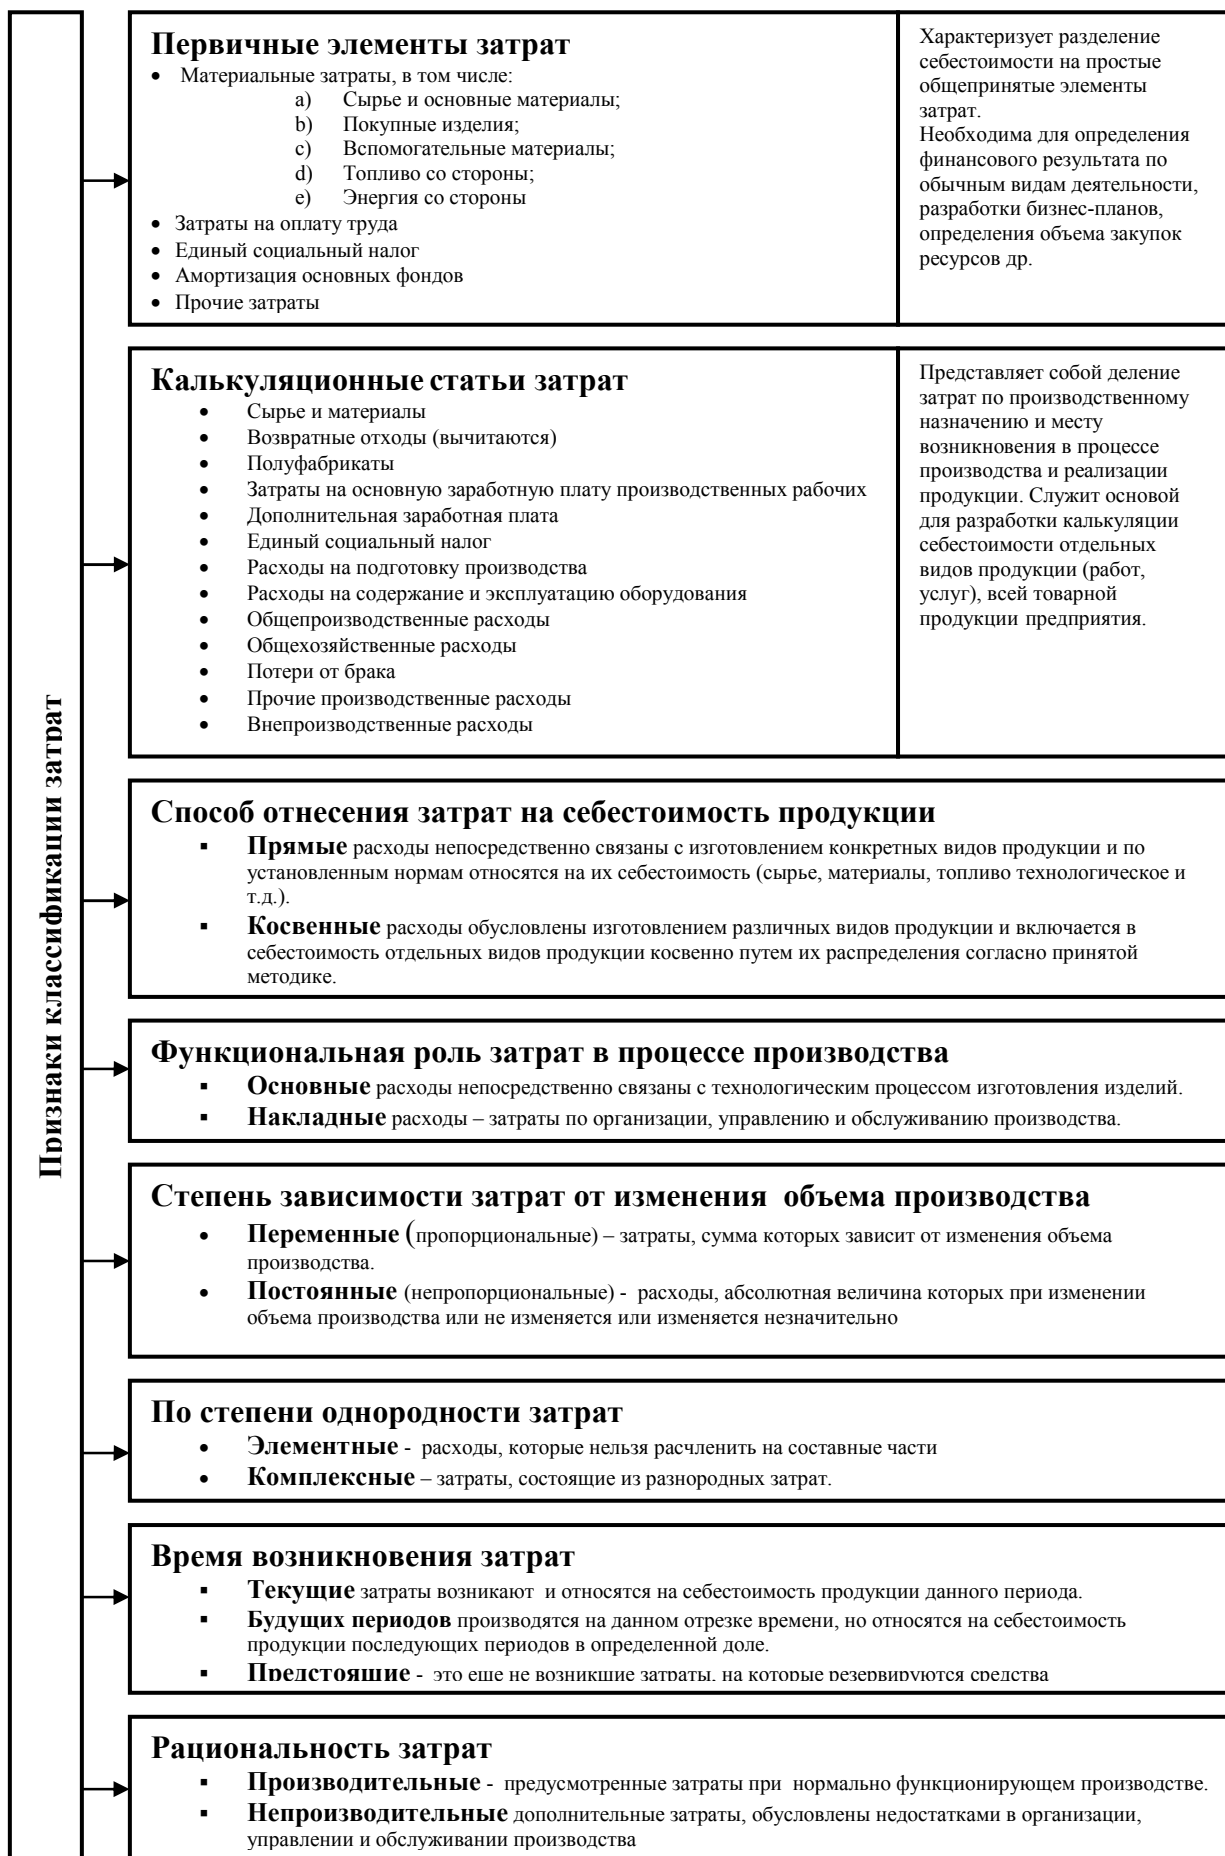 Признаки классификации затрат
Первичные элементы затрат
• Материальные затраты, в том числе:
a) Сырье и основные материалы;
b) Покупные изделия;
c) Вспомогательные материалы;
d) Топливо со стороны;
e) Энергия со стороны
• Затраты на оплату труда
• Единый социальный налог
• Амортизация основных фондов
• Прочие затраты
Характеризует разделение
себестоимости на простые
общепринятые элементы
затрат.
Необходима для определения
финансового результата по
обычным видам деятельности,
разработки бизнес-планов,
определения объема закупок
ресурсов др.
Калькуляционные статьи затрат
• Сырье и материалы
• Возвратные отходы (вычитаются)
• Полуфабрикаты
• Затраты на основную заработную плату производственных рабочих
• Дополнительная заработная плата
• Единый социальный налог
• Расходы на подготовку производства
• Расходы на содержание и эксплуатацию оборудования
• Общепроизводственные расходы
• Общехозяйственные расходы
• Потери от брака
• Прочие производственные расходы
• Внепроизводственные расходы
Представляет собой деление
затрат по производственному
назначению и месту
возникновения в процессе
производства и реализации
продукции. Служит основой
для разработки калькуляции
себестоимости отдельных
видов продукции (работ,
услуг), всей товарной
продукции предприятия.
Способ отнесения затрат на себестоимость продукции
▪ Прямые расходы непосредственно связаны с изготовлением конкретных видов продукции и по
установленным нормам относятся на их себестоимость (сырье, материалы, топливо технологическое и
т.д.).
▪ Косвенные расходы обусловлены изготовлением различных видов продукции и включается в
себестоимость отдельных видов продукции косвенно путем их распределения согласно принятой
методике.
Функциональная роль затрат в процессе производства
▪ Основные расходы непосредственно связаны с технологическим процессом изготовления изделий.
▪ Накладные расходы – затраты по организации, управлению и обслуживанию производства.
Степень зависимости затрат от изменения объема производства
• Переменные (пропорциональные) – затраты, сумма которых зависит от изменения объема
производства.
• Постоянные (непропорциональные) - расходы, абсолютная величина которых при изменении
объема производства или не изменяется или изменяется незначительно
По степени однородности затрат
• Элементные - расходы, которые нельзя расчленить на составные части
• Комплексные – затраты, состоящие из разнородных затрат.
Время возникновения затрат
▪ Текущие затраты возникают и относятся на себестоимость продукции данного периода.
▪ Будущих периодов производятся на данном отрезке времени, но относятся на себестоимость
продукции последующих периодов в определенной доле.
▪ Предстоящие - это еще не возникшие затраты, на которые резервируются средства
Рациональность затрат
▪ Производительные - предусмотренные затраты при нормально функционирующем производстве.
▪ Непроизводительные дополнительные затраты, обусловлены недостатками в организации,
управлении и обслуживании производства